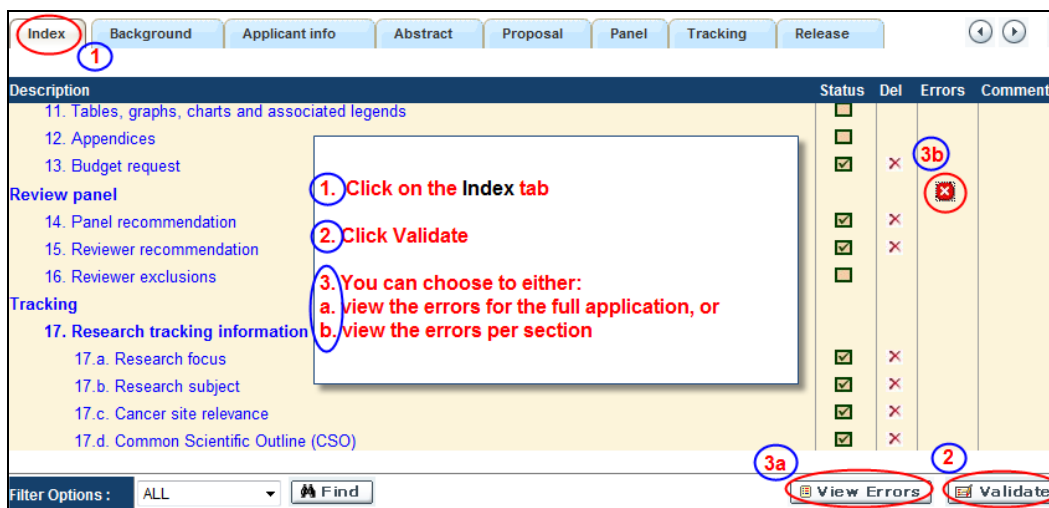 Index Background Applicant info Abstract Proposal Panel Tracking Release
1
Description Status Del Errors Comment
11. Tables, graphs, charts and associated legends
12. Appendices
13. Budget request
3b
Review panel
14. Panel recommendation
15. Reviewer recommendation
16. Reviewer exclusions
Tracking
17. Research tracking information
17.a. Research focus
17.b. Research subject
17.c. Cancer site relevance
17.d. Common Scientific Outline (CSO)
1. Click on the Index tab
2. Click Validate
3. You can choose to either:
a. view the errors for the full application, or
b. view the errors per section
3a
2
Filter Options : ALL Find View Errors Validate